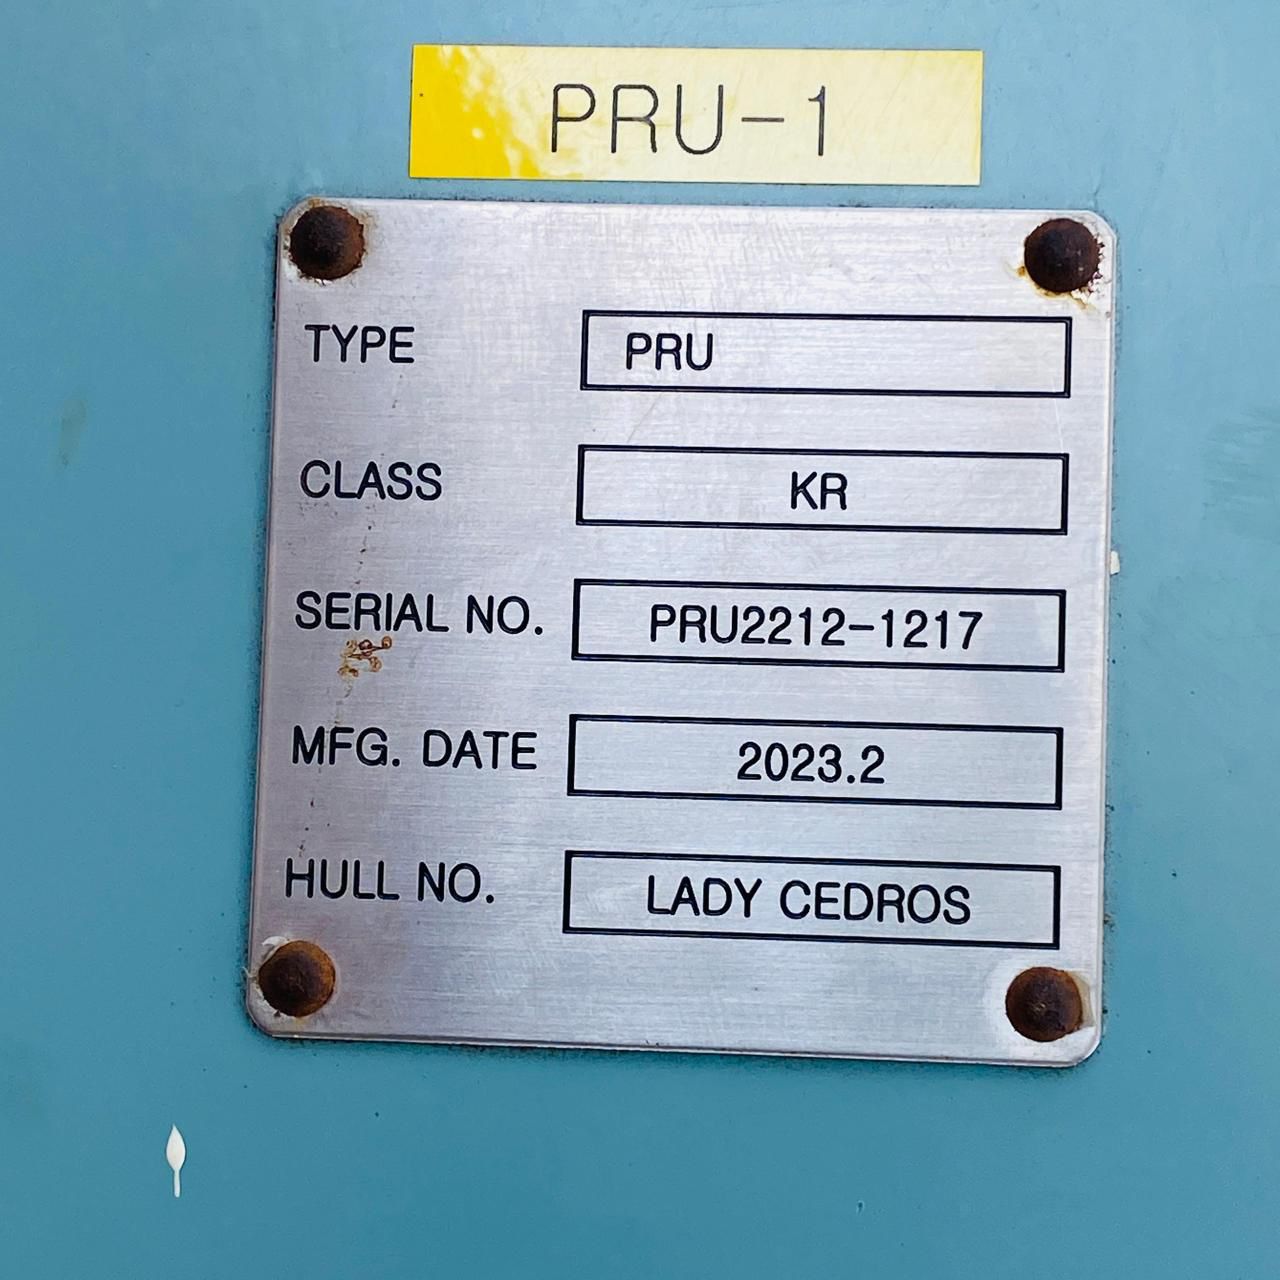 PRU-1
TYPE PRU
CLASS KR
SERIAL NO. PRU2212-1217
MFG. DATE 2023.2
HULL NO. LADY CEDROS